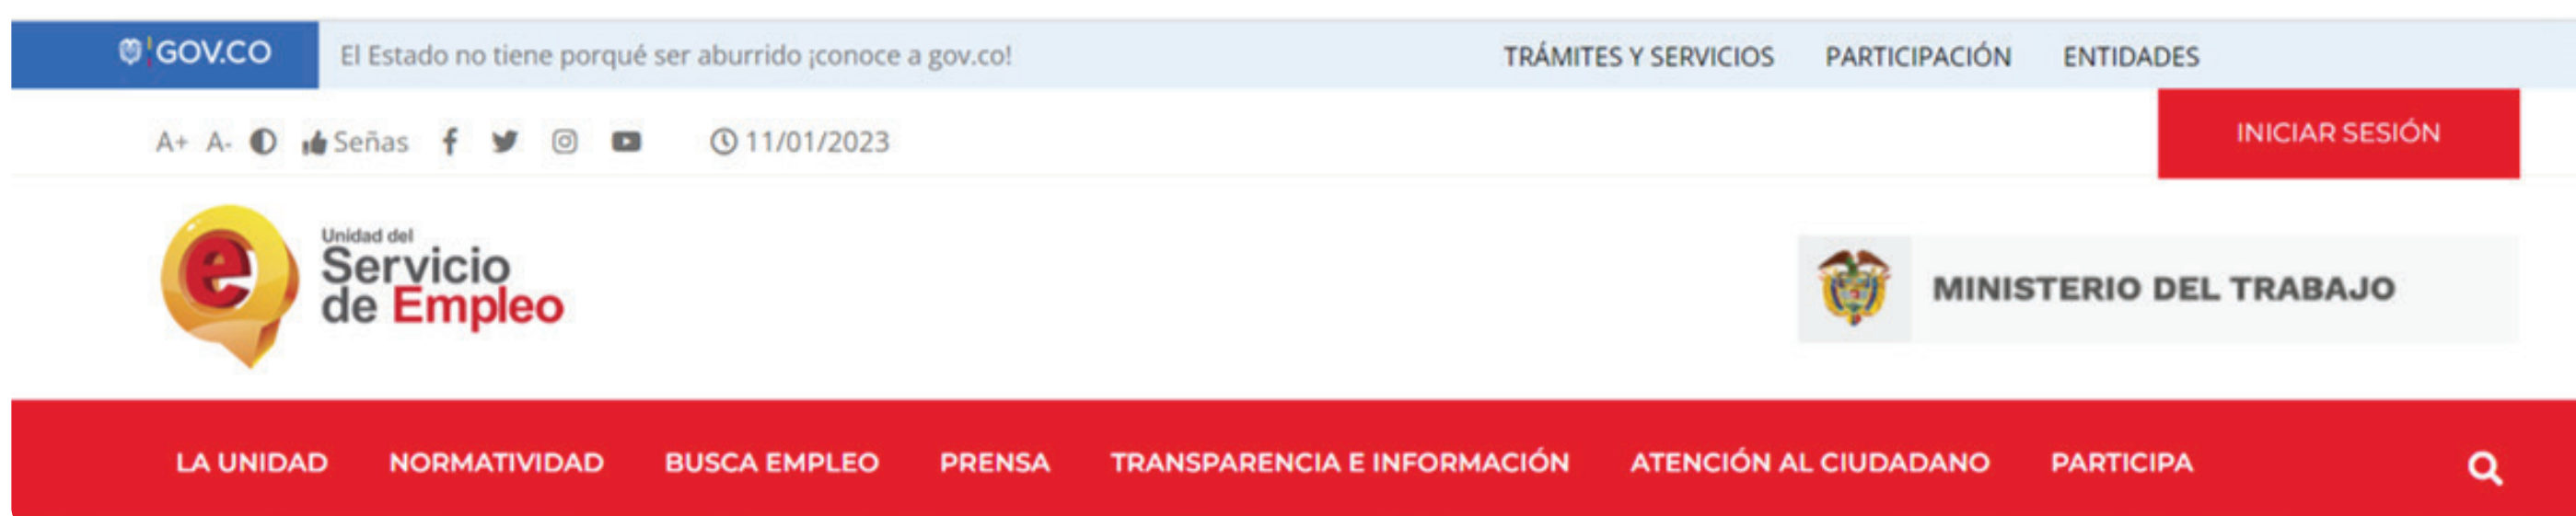 GOV.CO El Estado no tiene porqué ser aburrido ¡conoce a gov.co! TRÁMITES Y SERVICIOS PARTICIPACIÓN ENTIDADES
A+ A- Señas 11/01/2023 INICIAR SESIÓN
Unidad del
Servicio
de Empleo
MINISTERIO DEL TRABAJO
LA UNIDAD NORMATIVIDAD BUSCA EMPLEO PRENSA TRANSPARENCIA E INFORMACIÓN ATENCIÓN AL CIUDADANO PARTICIPA